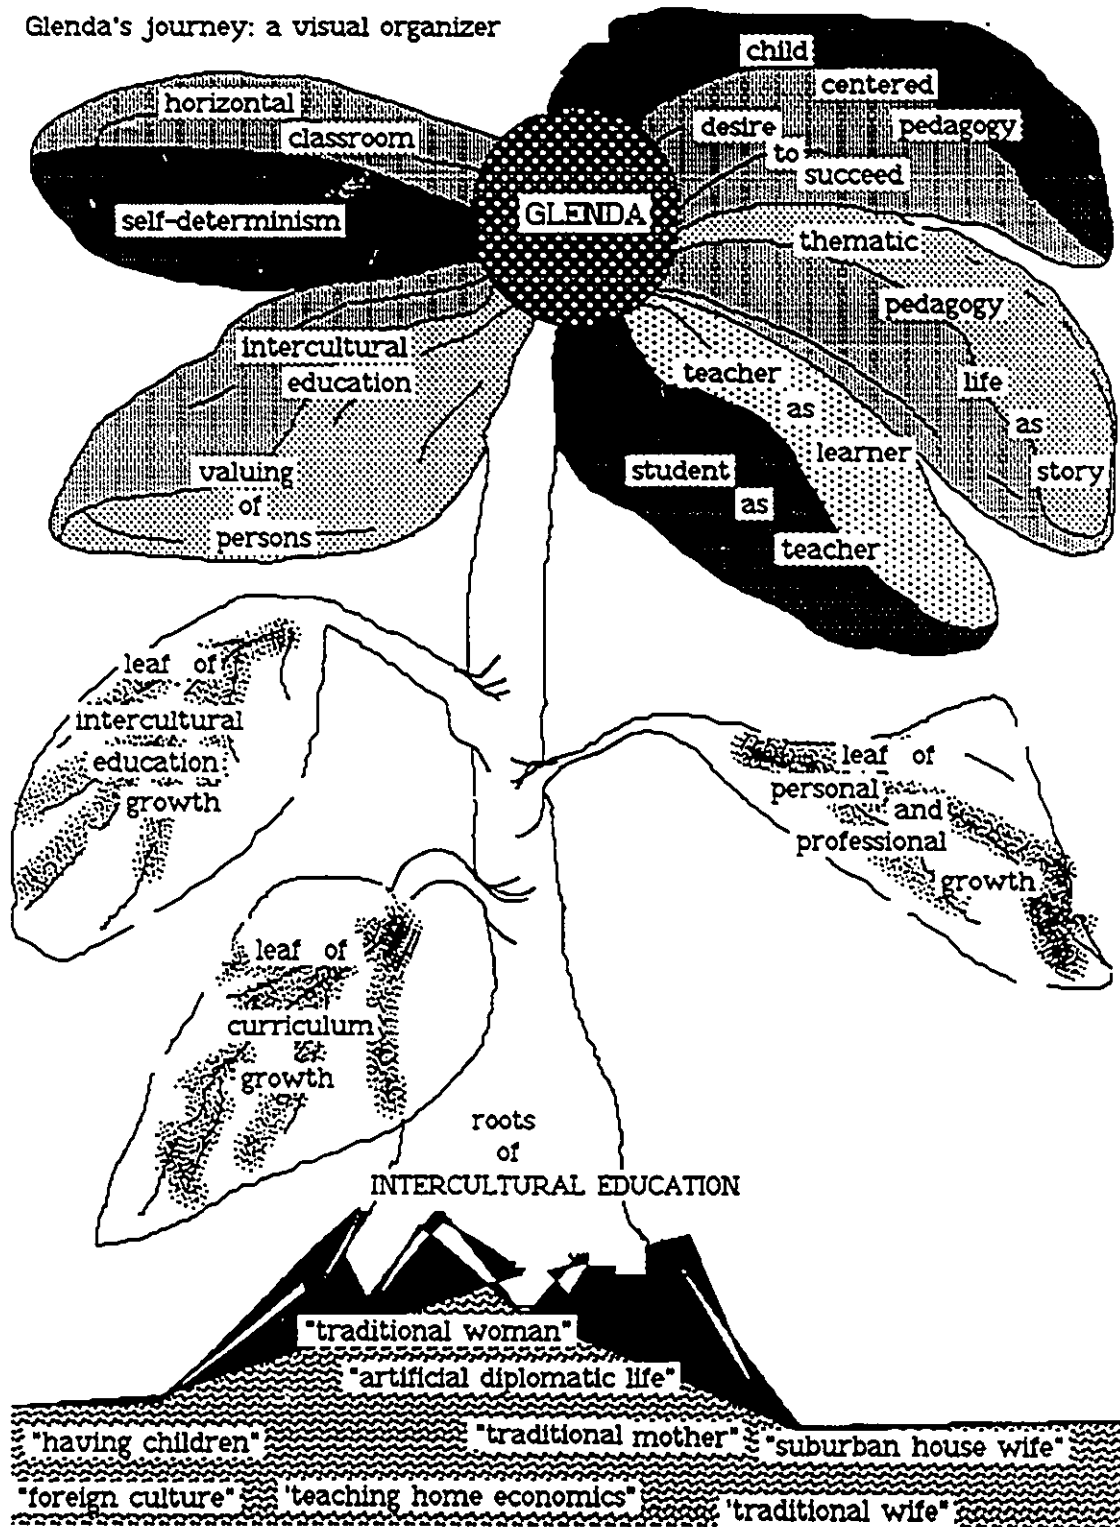 Glenda's journey: a visual organizer
child
centered
pedagogy
horizontal
classroom
desire
to
succeed
self-determinism
GLENDA
thematic
pedagogy
life
as
story
intercultural
education
valuing
of
persons
teacher
as
learner
student
as
teacher
leaf of
intercultural
education
growth
leaf of
personal
and
professional
growth
leaf of
curriculum
growth
roots
of
INTERCULTURAL EDUCATION
"traditional woman"
"artificial diplomatic life"
"having children"
"traditional mother"
"suburban house wife"
"foreign culture"
'teaching home economics"
'traditional wife"